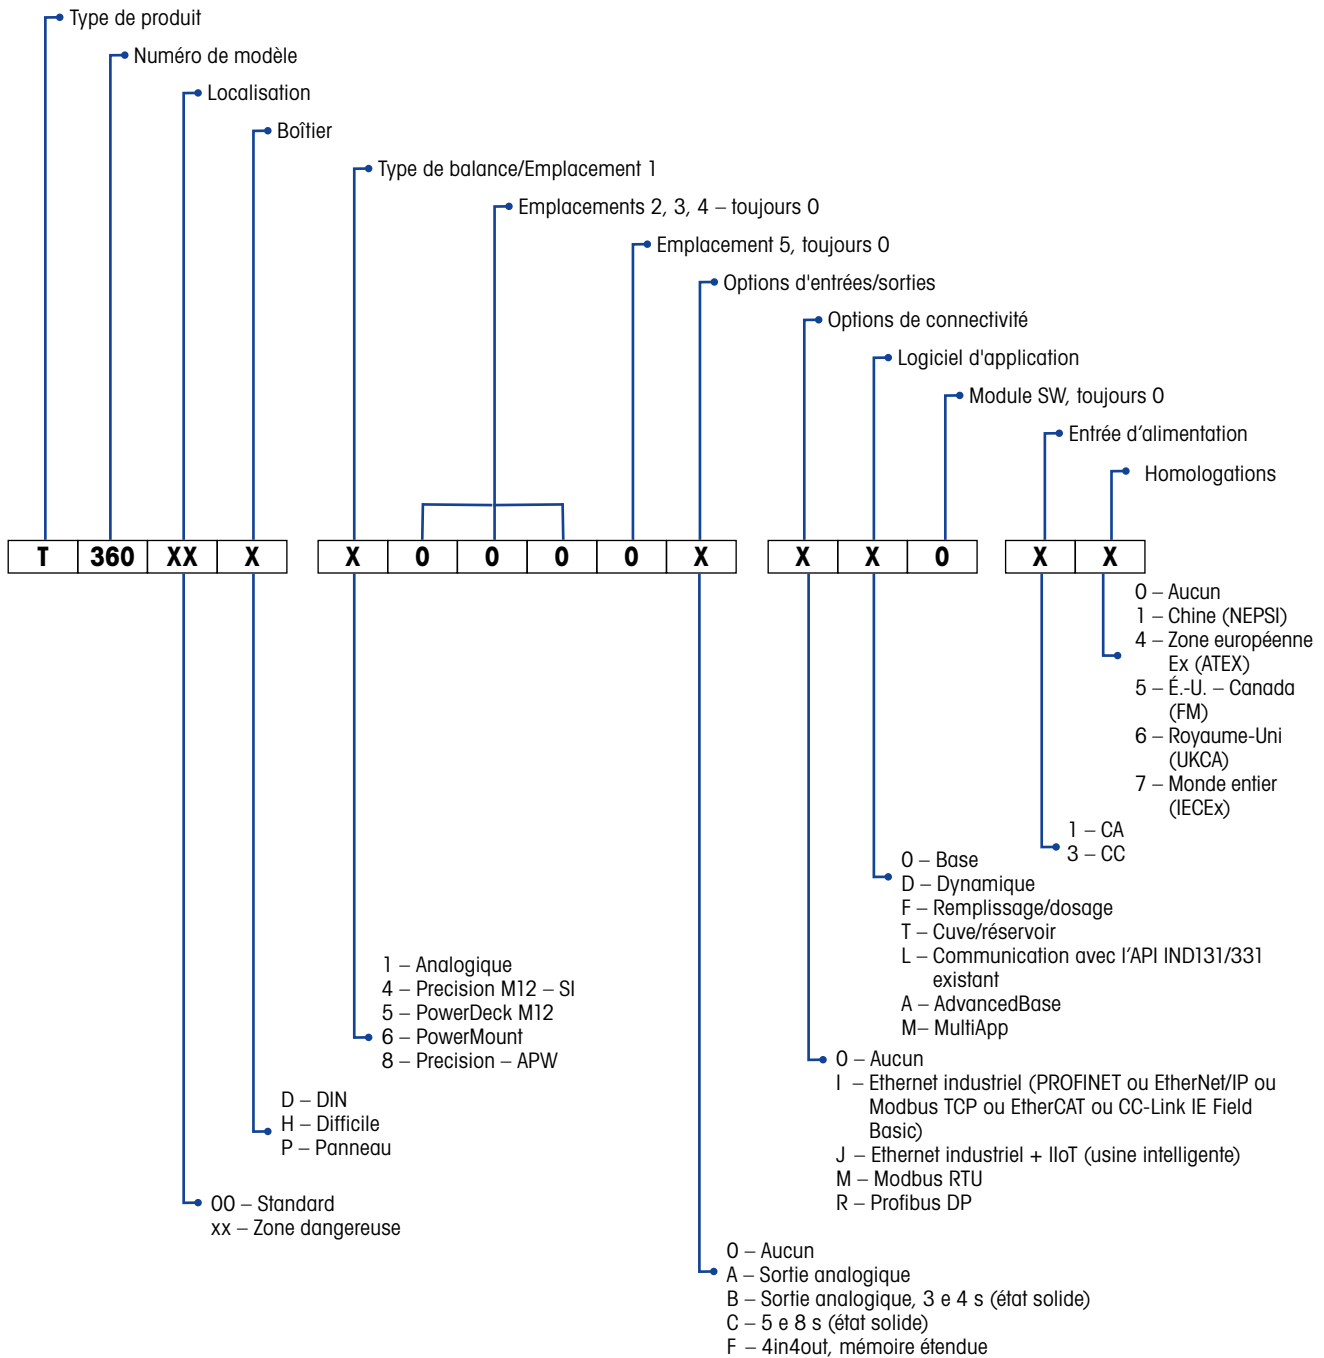 Type de produit
Numéro de modèle
Localisation
Boîtier
Type de balance/Emplacement 1
Emplacements 2, 3, 4 – toujours 0
Emplacement 5, toujours 0
Options d'entrées/sorties
Options de connectivité
Logiciel d'application
Module SW, toujours 0
Entrée d'alimentation
Homologations
T 360 XX X X 0 0 0 0 X X X 0 X X
0 – Aucun
1 – Chine (NEPSI)
4 – Zone européenne
Ex (ATEX)
5 – É.-U. – Canada
(FM)
6 – Royaume-Uni
(UKCA)
7 – Monde entier
(IECEx)
1 – CA
3 – CC
0 – Base
D – Dynamique
F – Remplissage/dosage
T – Cuve/réservoir
L – Communication avec l'API IND131/331
existant
A – AdvancedBase
M– MultiApp
1 – Analogique
4 – Precision M12 – SI
5 – PowerDeck M12
6 – PowerMount
8 – Precision – APW
0 – Aucun
I – Ethernet industriel (PROFINET ou EtherNet/IP ou
Modbus TCP ou EtherCAT ou CC-Link IE Field
Basic)
J – Ethernet industriel + IIoT (usine intelligente)
M – Modbus RTU
R – Profibus DP
D – DIN
H – Difficile
P – Panneau
00 – Standard
xx – Zone dangereuse
0 – Aucun
A – Sortie analogique
B – Sortie analogique, 3 e 4 s (état solide)
C – 5 e 8 s (état solide)
F – 4in4out, mémoire étendue